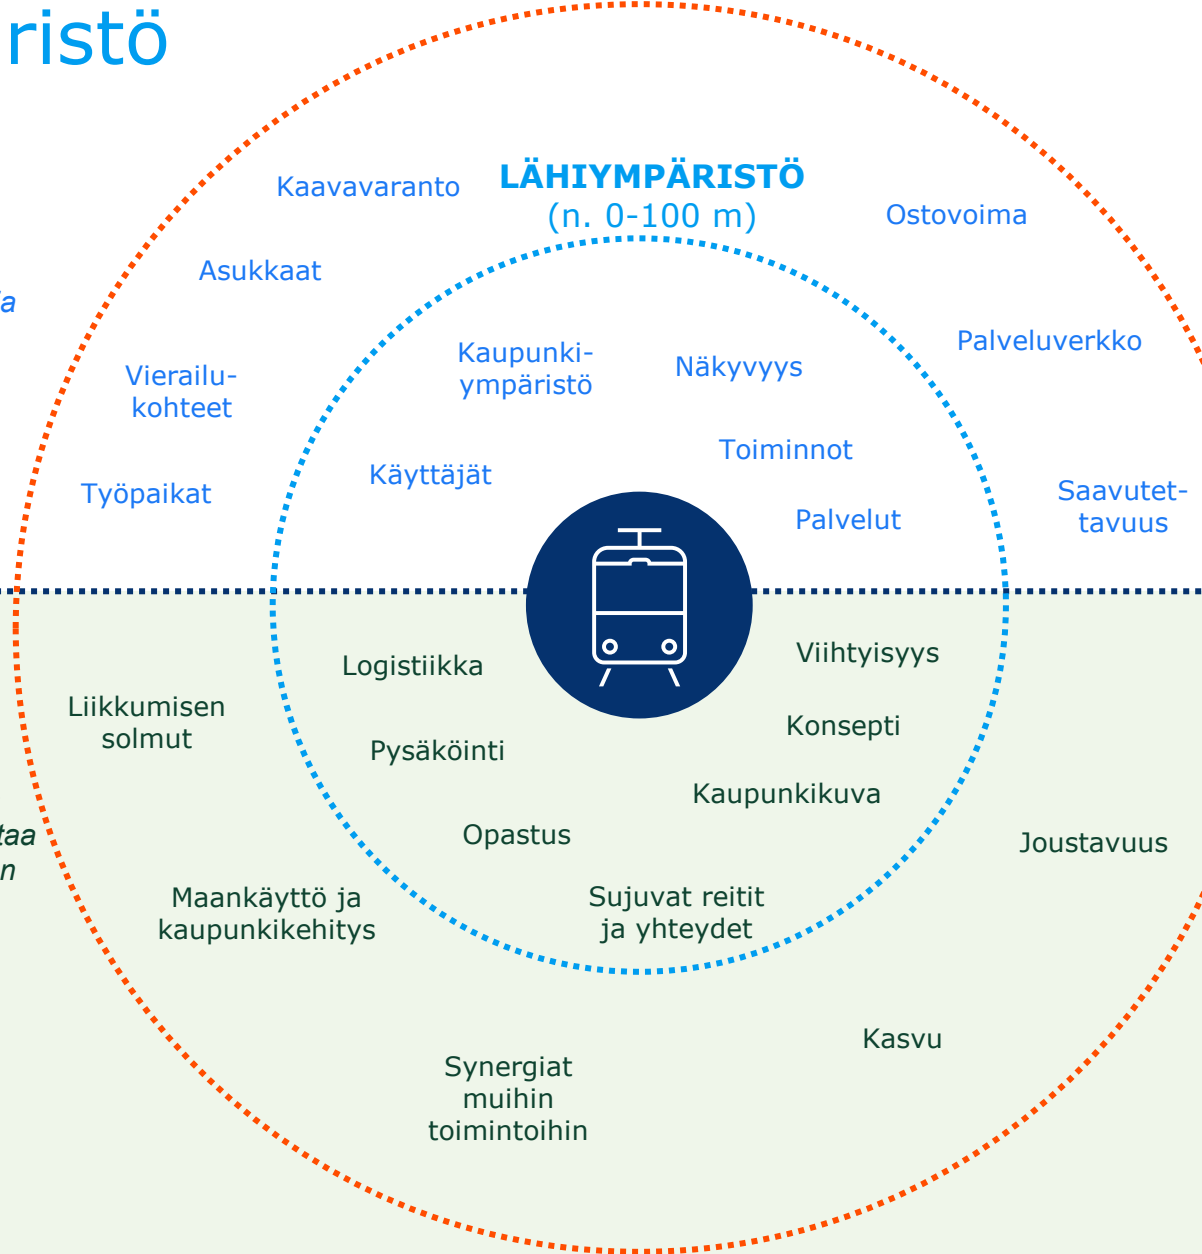 ristö
LÄHIYMPÄRISTÖ
(n. 0-100 m)
Kaavavaranto
Ostovoima
Asukkaat
Palveluverkko
Kaupunki-
ympäristö
Näkyvyys
Vierailu-
kohteet
Toiminnot
Käyttäjät
Työpaikat
Palvelut
Saavutet-
tavuus
Logistiikka
Viihtyisyys
Liikkumisen
solmut
Konsepti
Pysäköinti
Kaupunkikuva
Opastus
taa
n
Joustavuus
Maankäyttö ja
kaupunkikehitys
Sujuvat reitit
ja yhteydet
Kasvu
Synergiat
muihin
toimintoihin